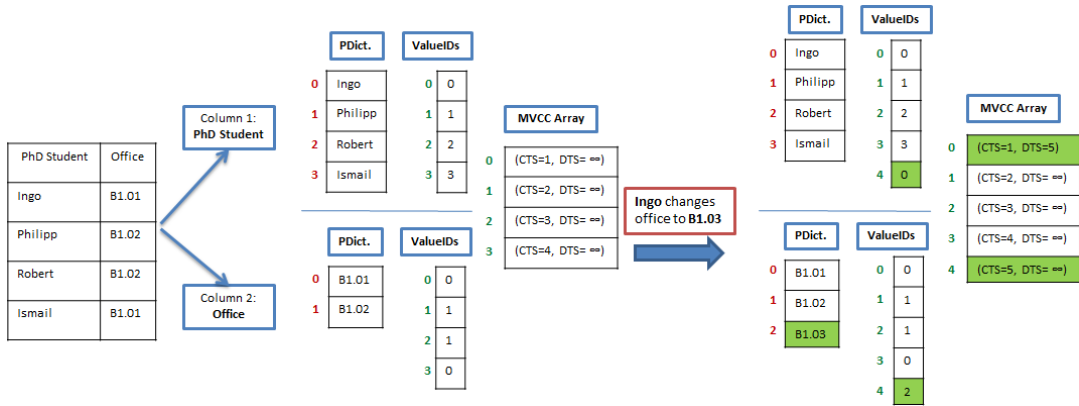 PhD Student Office
Ingo B1.01
Philipp B1.02
Robert B1.02
Ismail B1.01
Column 1:
PhD Student
Column 2:
Office
PDict. ValueIDs
0 Ingo 0 0
1 Philipp 1 1
2 Robert 2 2
3 Ismail 3 3
PDict. ValueIDs
0 B1.01 0 0
1 B1.02 1 1
2 1
3 0
MVCC Array
0 (CTS=1, DTS= ∞)
1 (CTS=2, DTS= ∞)
2 (CTS=3, DTS= ∞)
3 (CTS=4, DTS= ∞)
Ingo changes
office to B1.03
PDict. ValueIDs
0 Ingo 0 0
1 Philipp 1 1
2 Robert 2 2
3 Ismail 3 3
4 0
PDict. ValueIDs
0 B1.01 0 0
1 B1.02 1 1
2 B1.03 2 1
3 0
4 2
MVCC Array
0 (CTS=1, DTS=5)
1 (CTS=2, DTS= ∞)
2 (CTS=3, DTS= ∞)
3 (CTS=4, DTS= ∞)
4 (CTS=5, DTS= ∞)